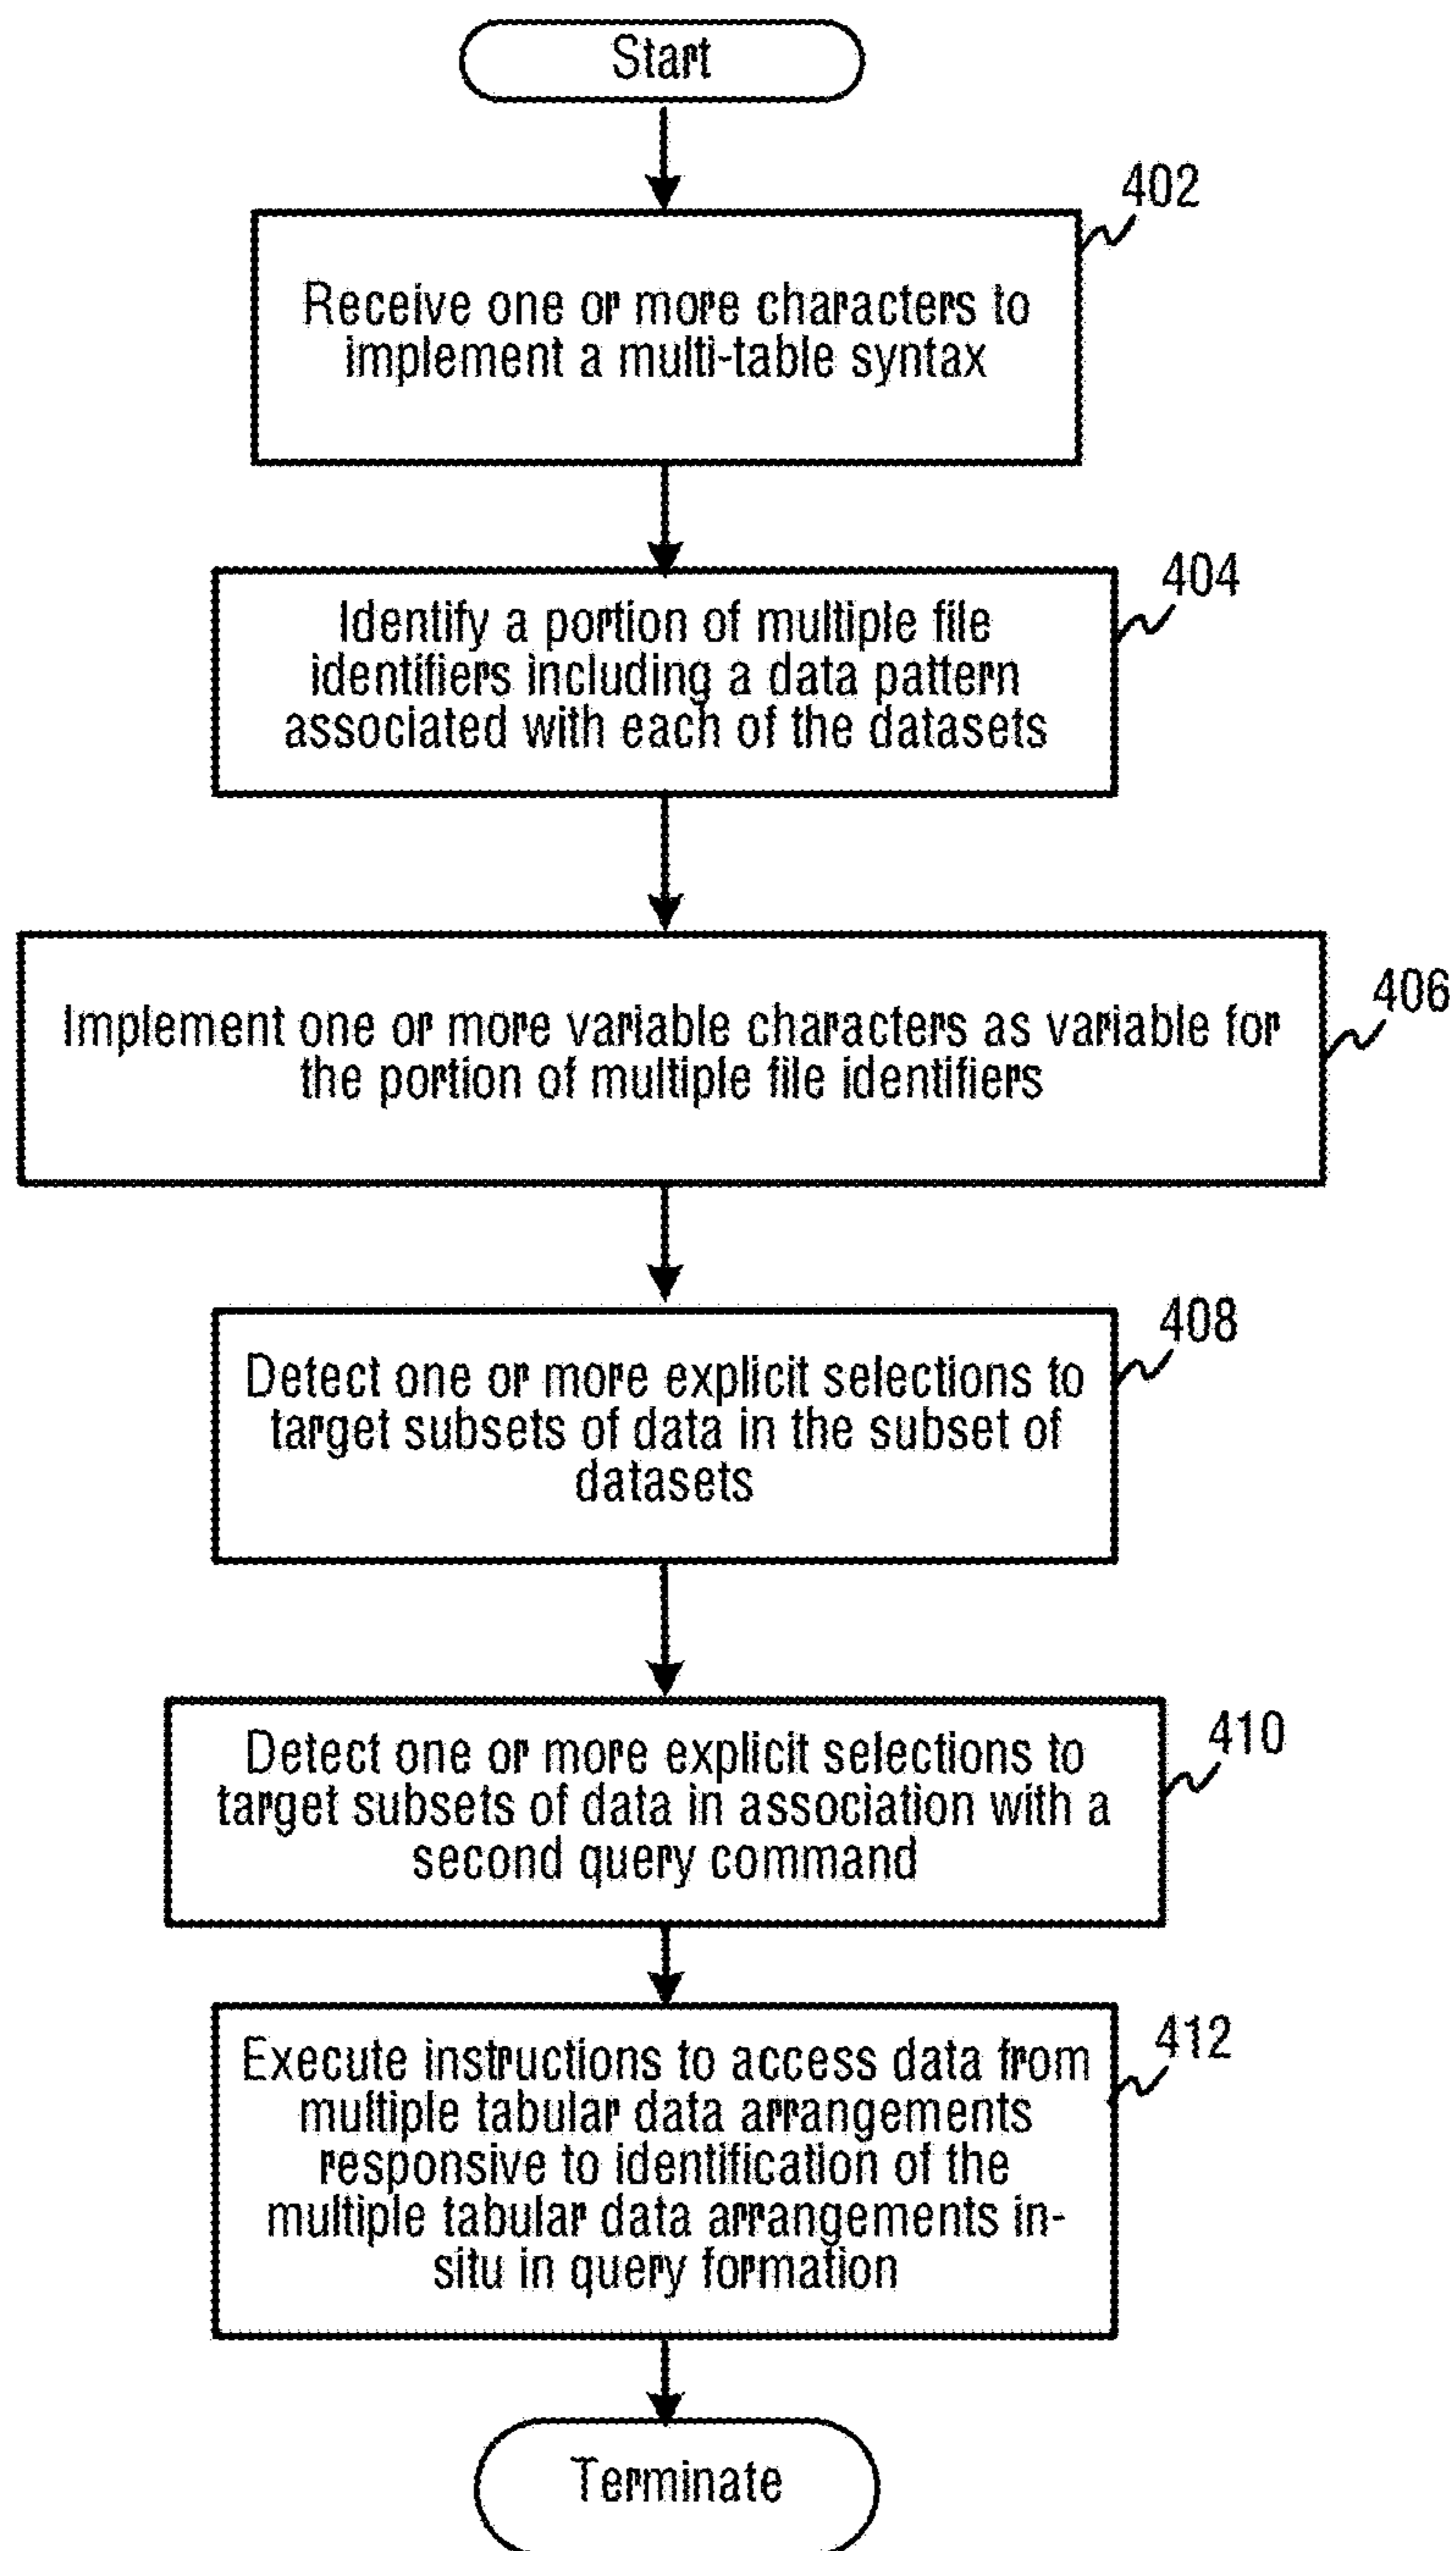 Start
402
Receive one or more characters to
implement a multi-table syntax
404
Identify a portion of multiple file
identifiers including a data pattern
associated with each of the datasets
406
Implement one or more variable characters as variable for
the portion of multiple file identifiers
408
Detect one or more explicit selections to
target subsets of data in the subset of
datasets
410
Detect one or more explicit selections to
target subsets of data in association with a
second query command
412
Execute instructions to access data from
multiple tabular data arrangements
responsive to identification of the
multiple tabular data arrangements in-
situ in query formation
Terminate